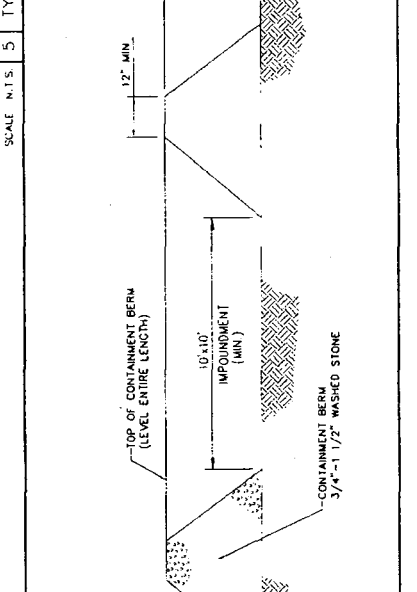 SCALE N.T.S.
5
TY
12" MIN
TOP OF CONTAINMENT BERM
(LEVEL ENTIRE LENGTH)
10'x10'
IMPOUNDMENT
(MIN.)
CONTAINMENT BERM
3/4"-1 1/2" WASHED STONE